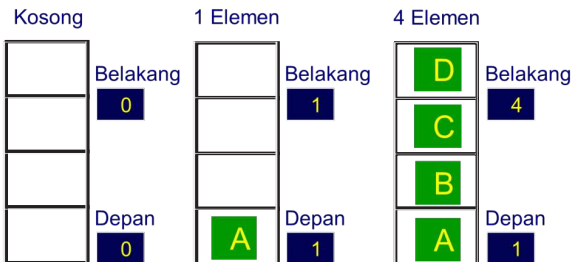 Kosong
Belakang
0
Depan
0
1 Elemen
Belakang
1
A
Depan
1
4 Elemen
D
Belakang
4
C
B
A
Depan
1